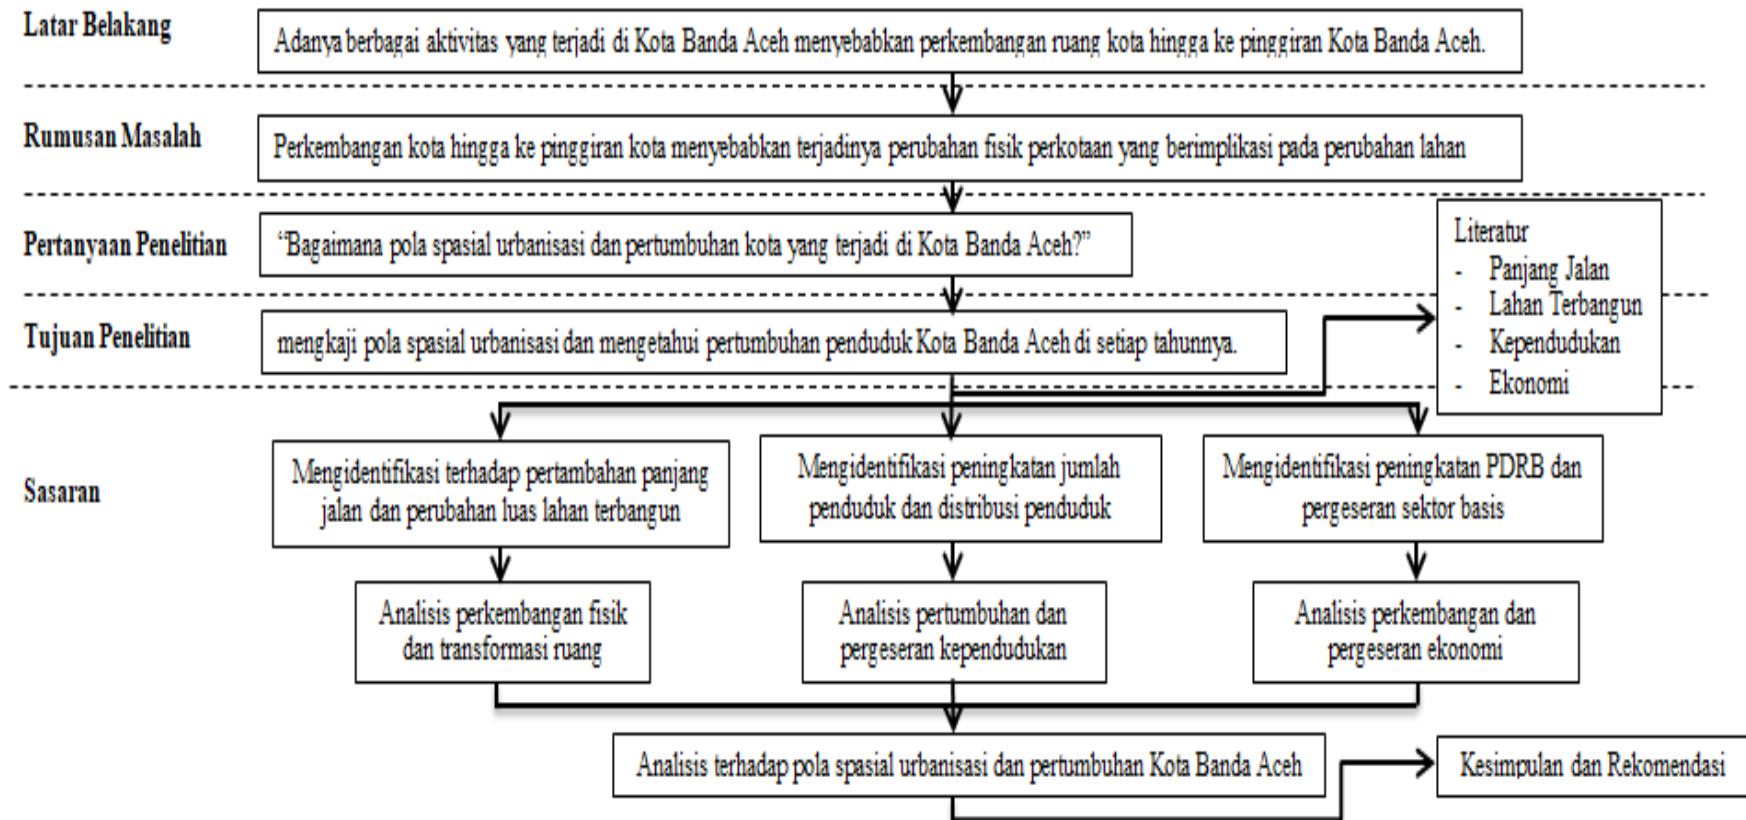 Latar Belakang
Adanya berbagai aktivitas yang terjadi di Kota Banda Aceh menyebabkan perkembangan ruang kota hingga ke pinggiran Kota Banda Aceh.
Rumusan Masalah
Perkembangan kota hingga ke pinggiran kota menyebabkan terjadinya perubahan fisik perkotaan yang berimplikasi pada perubahan lahan
Pertanyaan Penelitian
“Bagaimana pola spasial urbanisasi dan pertumbuhan kota yang terjadi di Kota Banda Aceh?”
Literatur
- Panjang Jalan
- Lahan Terbangun
- Kependudukan
- Ekonomi
Tujuan Penelitian
mengkaji pola spasial urbanisasi dan mengetahui pertumbuhan penduduk Kota Banda Aceh di setiap tahunnya.
Sasaran
Mengidentifikasi terhadap pertambahan panjang
jalan dan perubahan luas lahan terbangun
Mengidentifikasi peningkatan jumlah
penduduk dan distribusi penduduk
Mengidentifikasi peningkatan PDRB dan
pergeseran sektor basis
Analisis perkembangan fisik
dan transformasi ruang
Analisis pertumbuhan dan
pergeseran kependudukan
Analisis perkembangan dan
pergeseran ekonomi
Analisis terhadap pola spasial urbanisasi dan pertumbuhan Kota Banda Aceh
Kesimpulan dan Rekomendasi